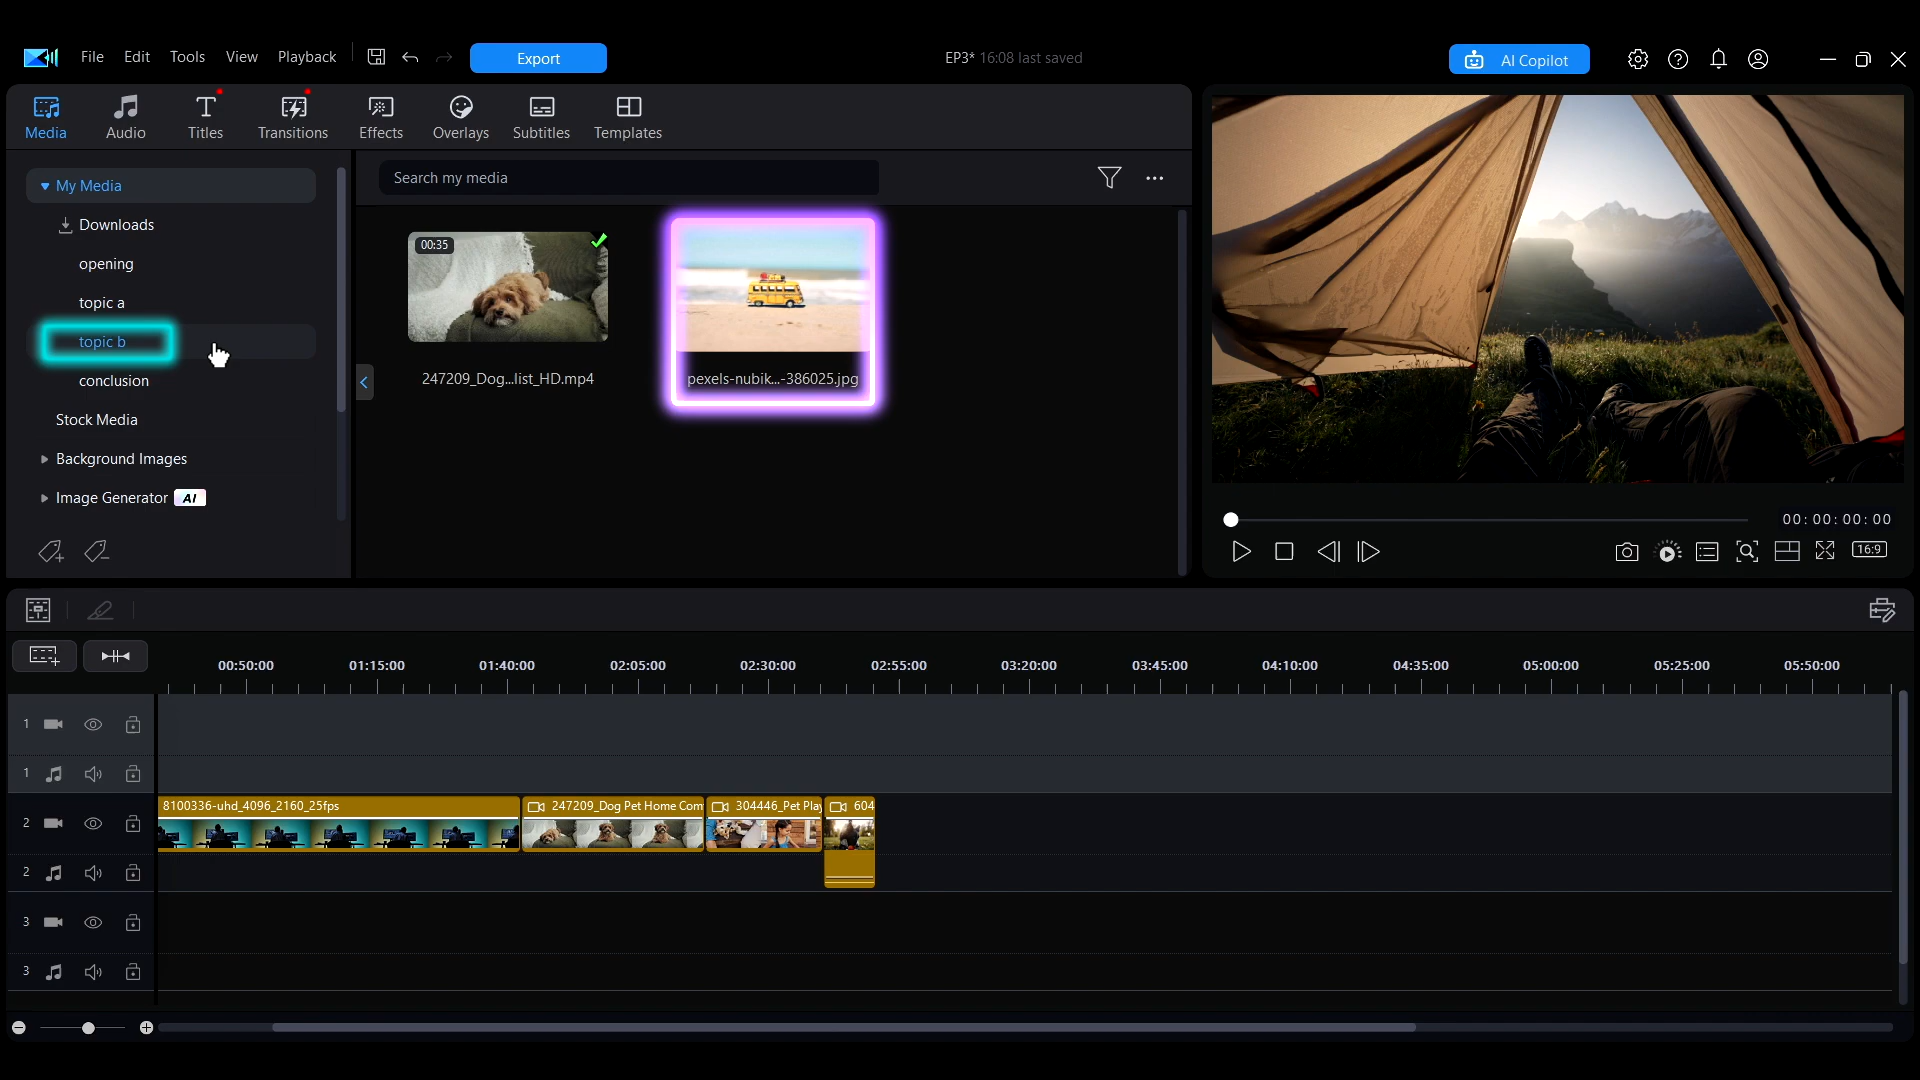 File Edit Tools View Playback Export EP3* 16:08 last saved AI Copilot
Media Audio Titles Transitions Effects Overlays Subtitles Templates
My Media
Downloads
opening
topic a
topic b
conclusion
Stock Media
Background Images
Image Generator AI
Search my media
00:35
247209_Dog...list_HD.mp4
pexels-nubik...-386025.jpg
00:00:00:00
16:9
00:50:00 01:15:00 01:40:00 02:05:00 02:30:00 02:55:00 03:20:00 03:45:00 04:10:00 04:35:00 05:00:00 05:25:00 05:50:00
1
1
2 8100336-uhd_4096_2160_25fps 247209_Dog Pet Home Com 304446_Pet Play 604
2
3
3